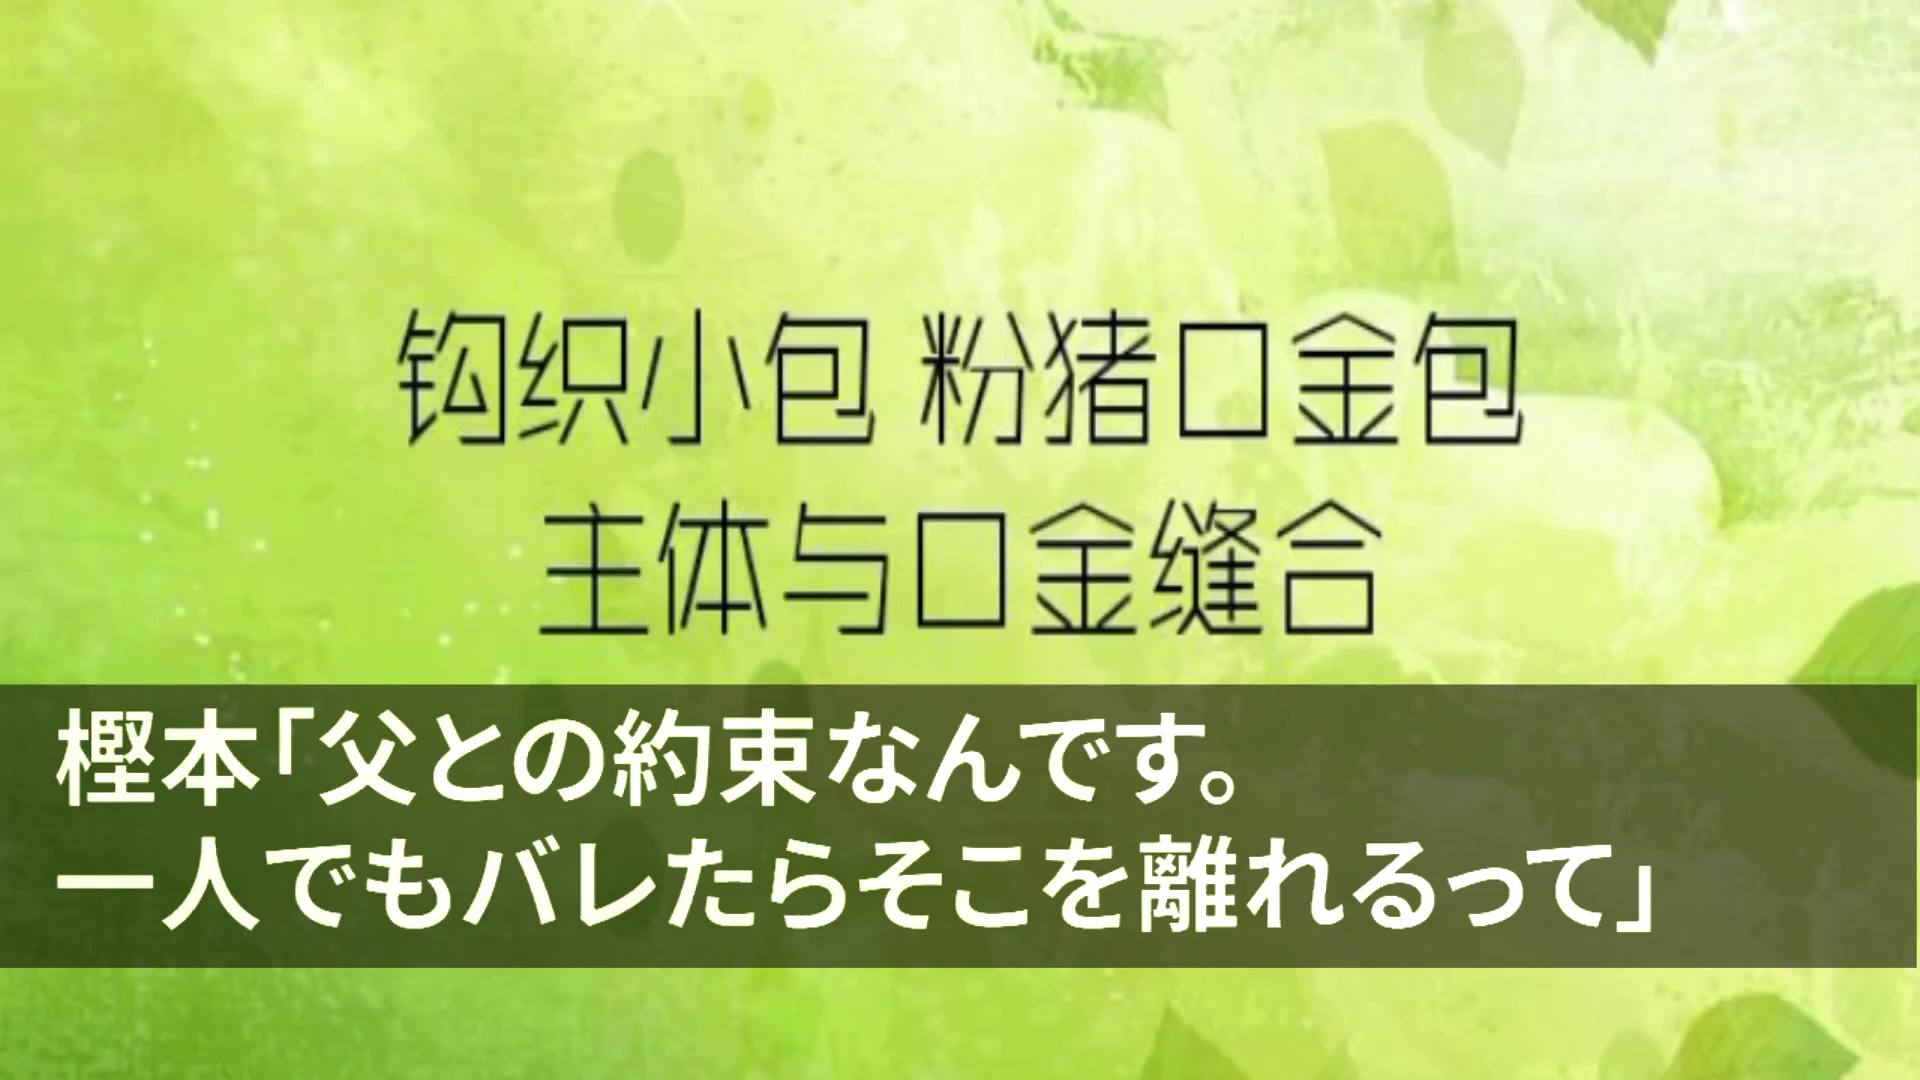 钩织小包 粉猪口金包
主体与口金缝合
樫本「父との約束なんです。
一人でもバレたらそこを離れるって」